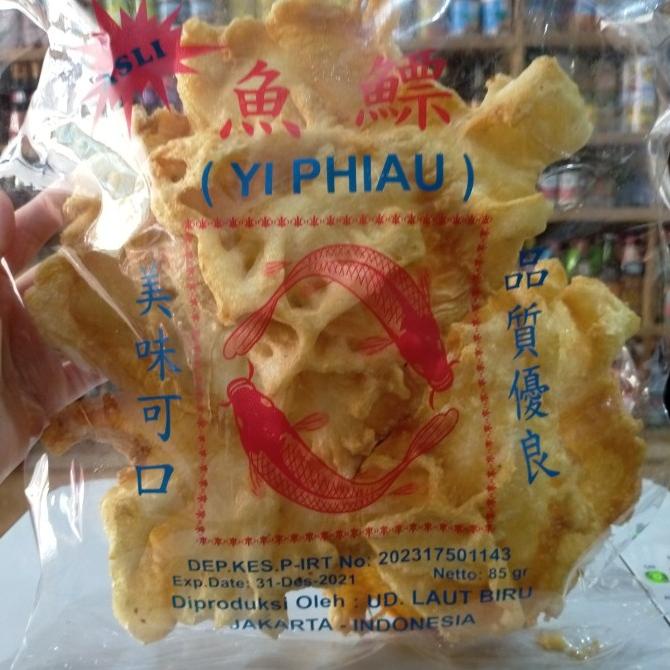 ASLI
魚鰾
( YI PHIAU )
品質優良
美味可口
DEP.KES.P-IRT No: 202317501143
Exp.Date: 31-Des-2021 Netto: 85 gr
Diproduksi Oleh : UD. LAUT BIRU
JAKARTA - INDONESIA